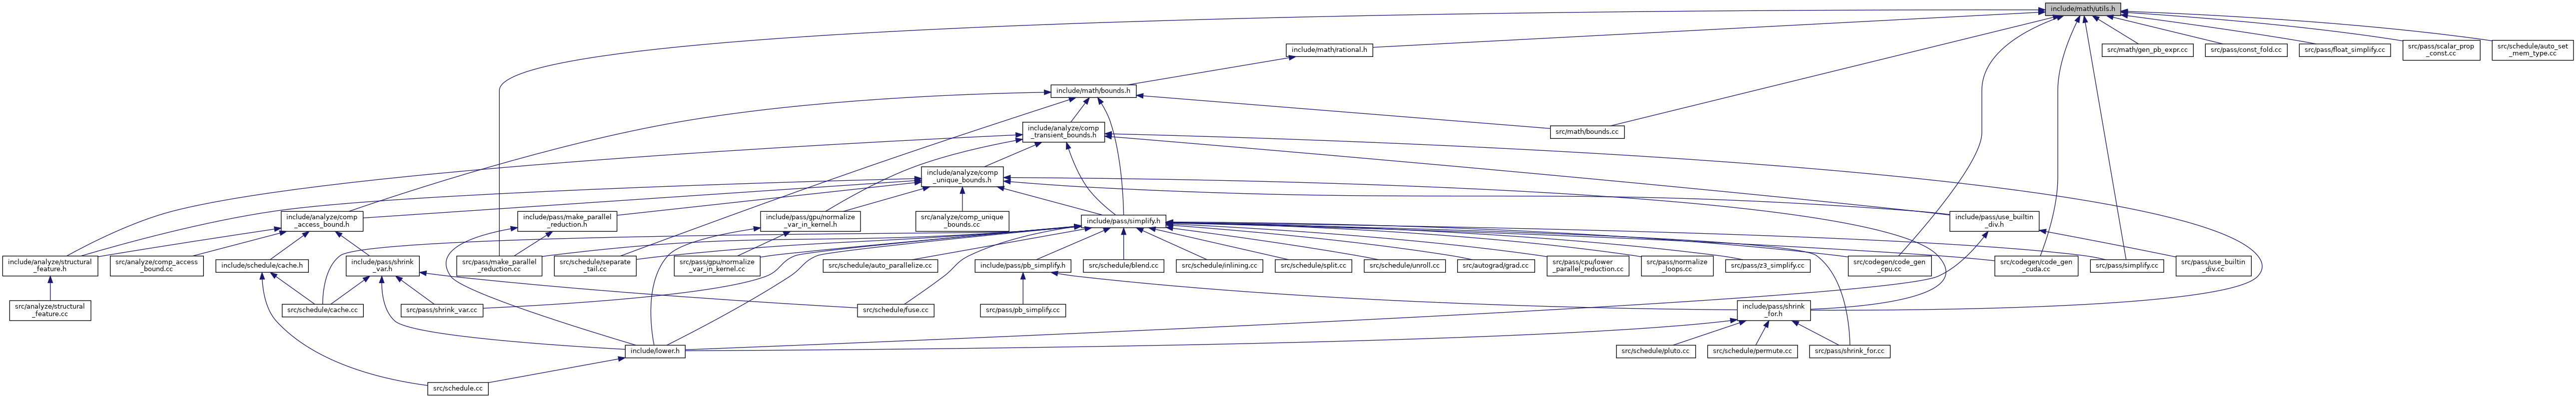 include/math/utils.h
include/math/rational.h
src/math/gen_pb_expr.cc
src/pass/const_fold.cc
src/pass/float_simplify.cc
src/pass/scalar_prop
_const.cc
src/schedule/auto_set
_mem_type.cc
include/math/bounds.h
include/analyze/comp
_transient_bounds.h
src/math/bounds.cc
include/analyze/comp
_unique_bounds.h
include/analyze/comp
_access_bound.h
include/pass/make_parallel
_reduction.h
include/pass/gpu/normalize
_var_in_kernel.h
src/analyze/comp_unique
_bounds.cc
include/pass/simplify.h
include/pass/use_builtin
_div.h
include/analyze/structural
_feature.h
src/analyze/comp_access
_bound.cc
include/schedule/cache.h
include/pass/shrink
_var.h
src/pass/make_parallel
_reduction.cc
src/schedule/separate
_tail.cc
src/pass/gpu/normalize
_var_in_kernel.cc
src/schedule/auto_parallelize.cc
include/pass/pb_simplify.h
src/schedule/blend.cc
src/schedule/inlining.cc
src/schedule/split.cc
src/schedule/unroll.cc
src/autograd/grad.cc
src/pass/cpu/lower
_parallel_reduction.cc
src/pass/normalize
_loops.cc
src/pass/z3_simplify.cc
src/codegen/code_gen
_cpu.cc
src/codegen/code_gen
_cuda.cc
src/pass/simplify.cc
src/pass/use_builtin
_div.cc
src/analyze/structural
_feature.cc
src/schedule/cache.cc
src/pass/shrink_var.cc
src/schedule/fuse.cc
src/pass/pb_simplify.cc
include/pass/shrink
_for.h
include/lower.h
src/schedule/pluto.cc
src/schedule/permute.cc
src/pass/shrink_for.cc
src/schedule.cc